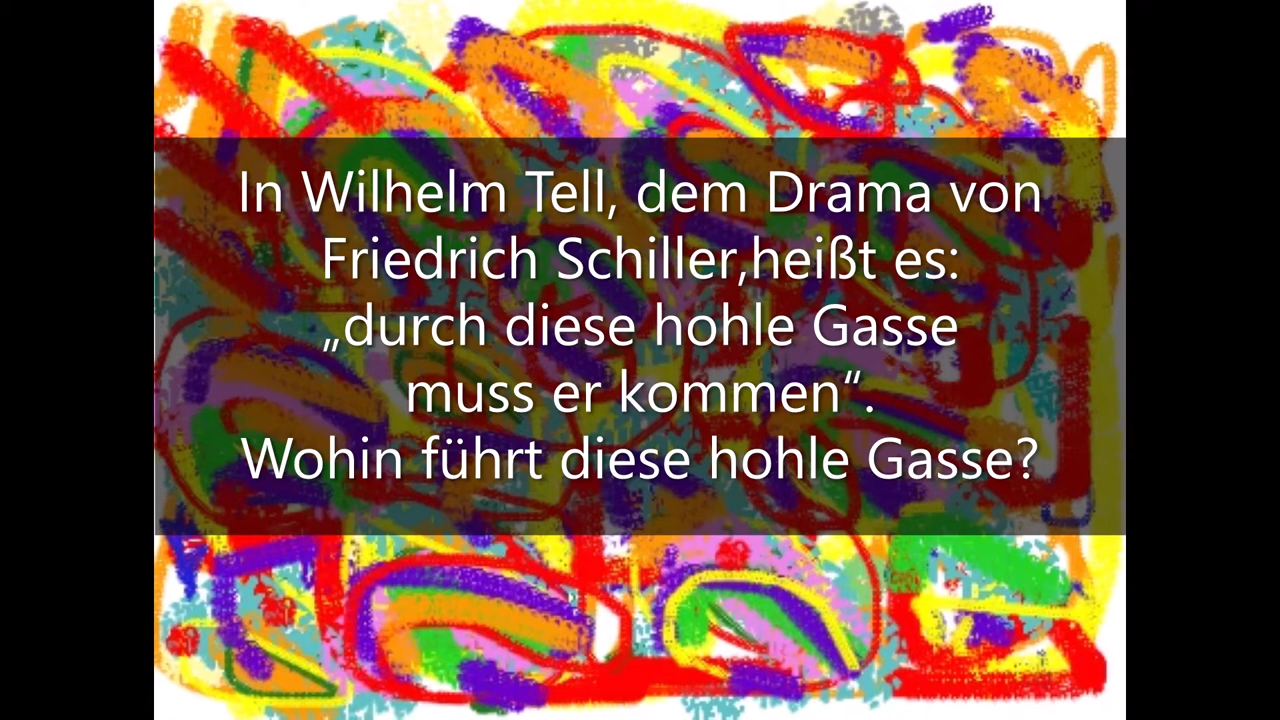 In Wilhelm Tell, dem Drama von
Friedrich Schiller,heißt es:
„durch diese hohle Gasse
muss er kommen“.
Wohin führt diese hohle Gasse?